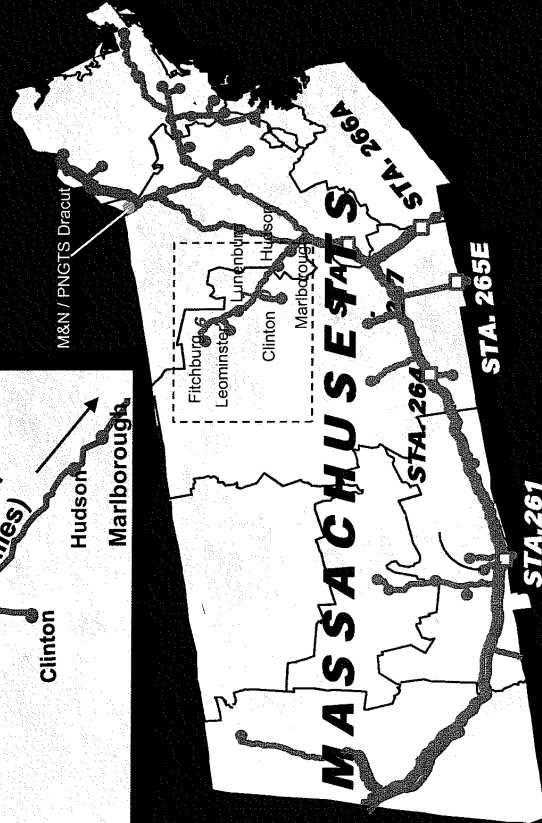 niles)
Clinton
Hudson
Marlborough
M&N / PNGTS Dracut
Fitchburg
Leominster
Lunenburg
Hudson
Clinton
Marlborough
MASSACHUSETTS
STA. 266A
STA. 264
STA. 265E
STA.261